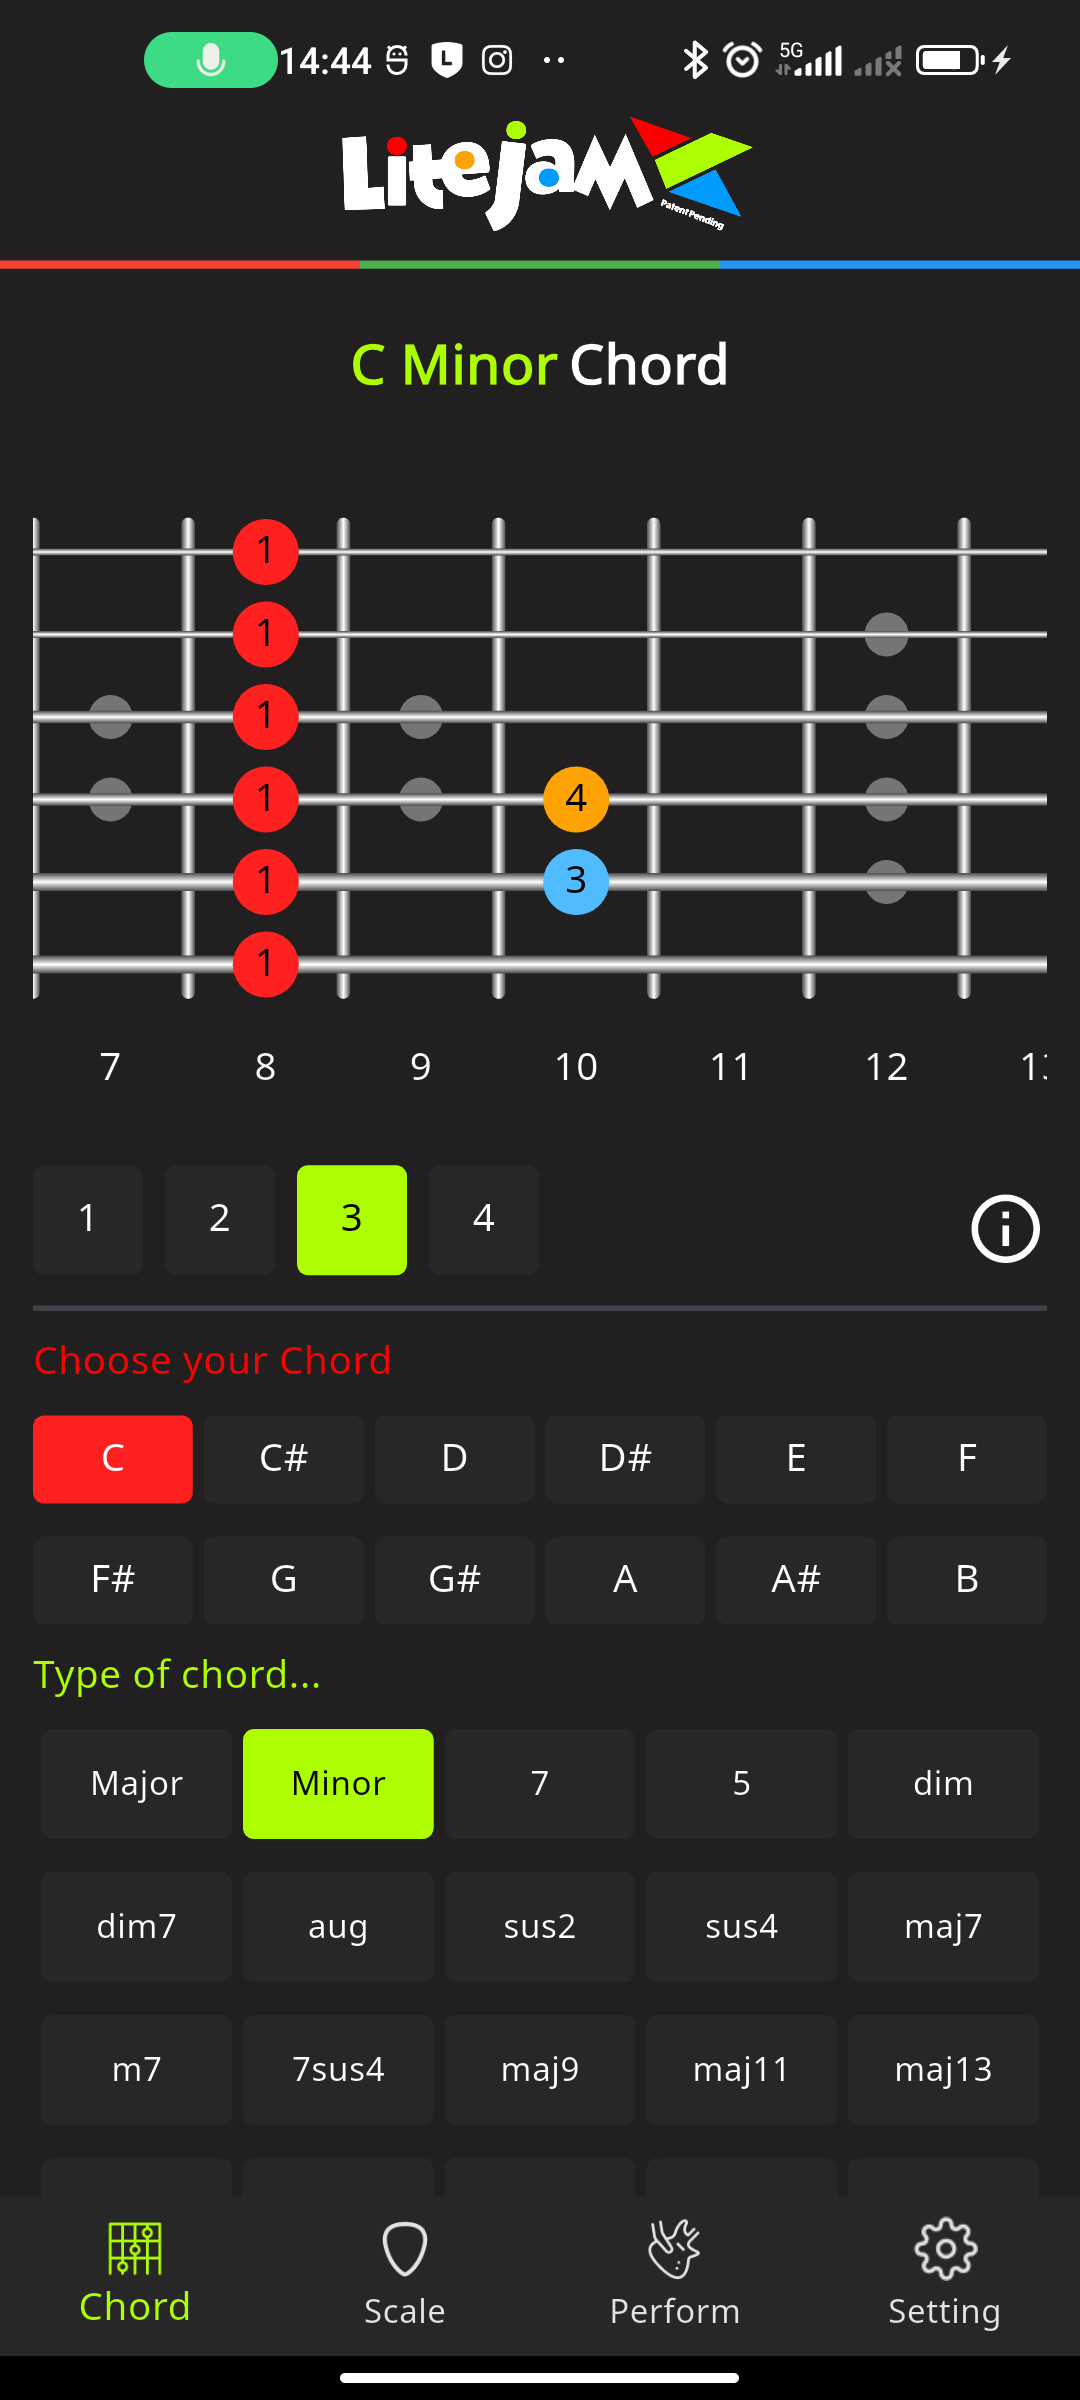 14:44 5G
LiteJam
Patent Pending
C Minor Chord
1
1
1
1 4
1 3
1
7 8 9 10 11 12
1 2 3 4
Choose your Chord
C C# D D# E F
F# G G# A A# B
Type of chord...
Major Minor 7 5 dim
dim7 aug sus2 sus4 maj7
m7 7sus4 maj9 maj11 maj13
Chord Scale Perform Setting